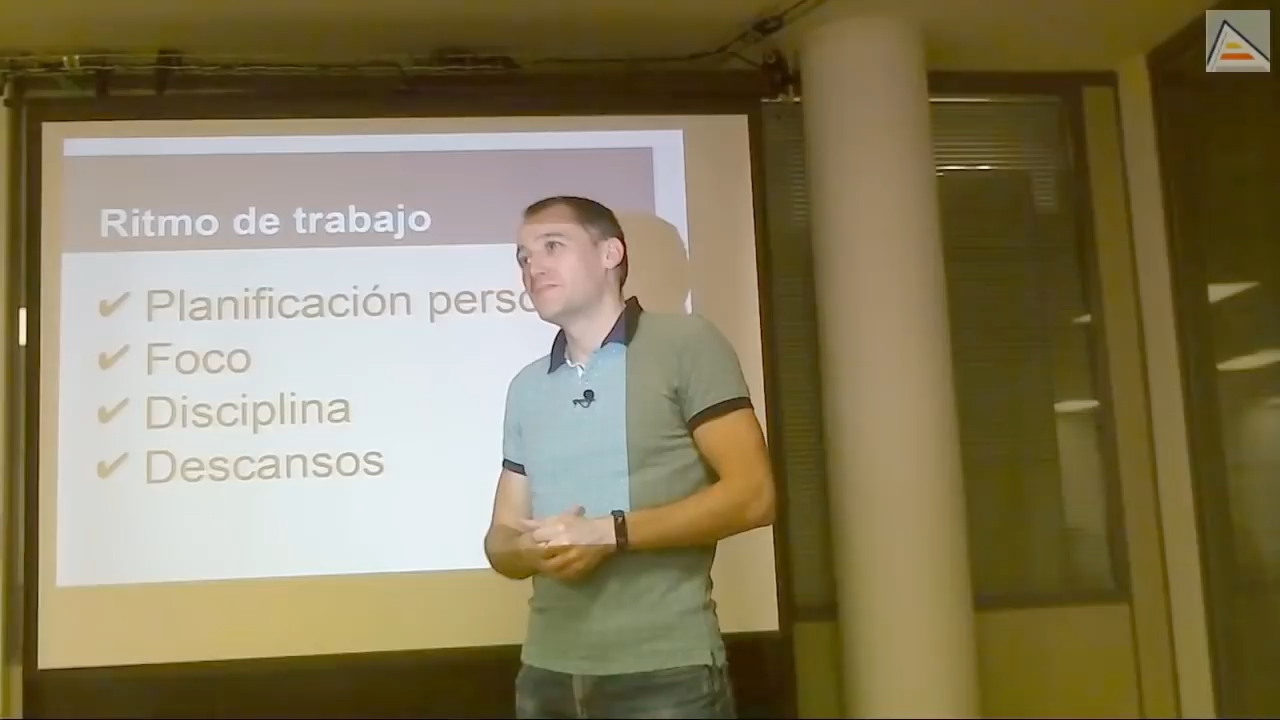 Ritmo de trabajo
✔ Planificación perso
✔ Foco
✔ Disciplina
✔ Descansos